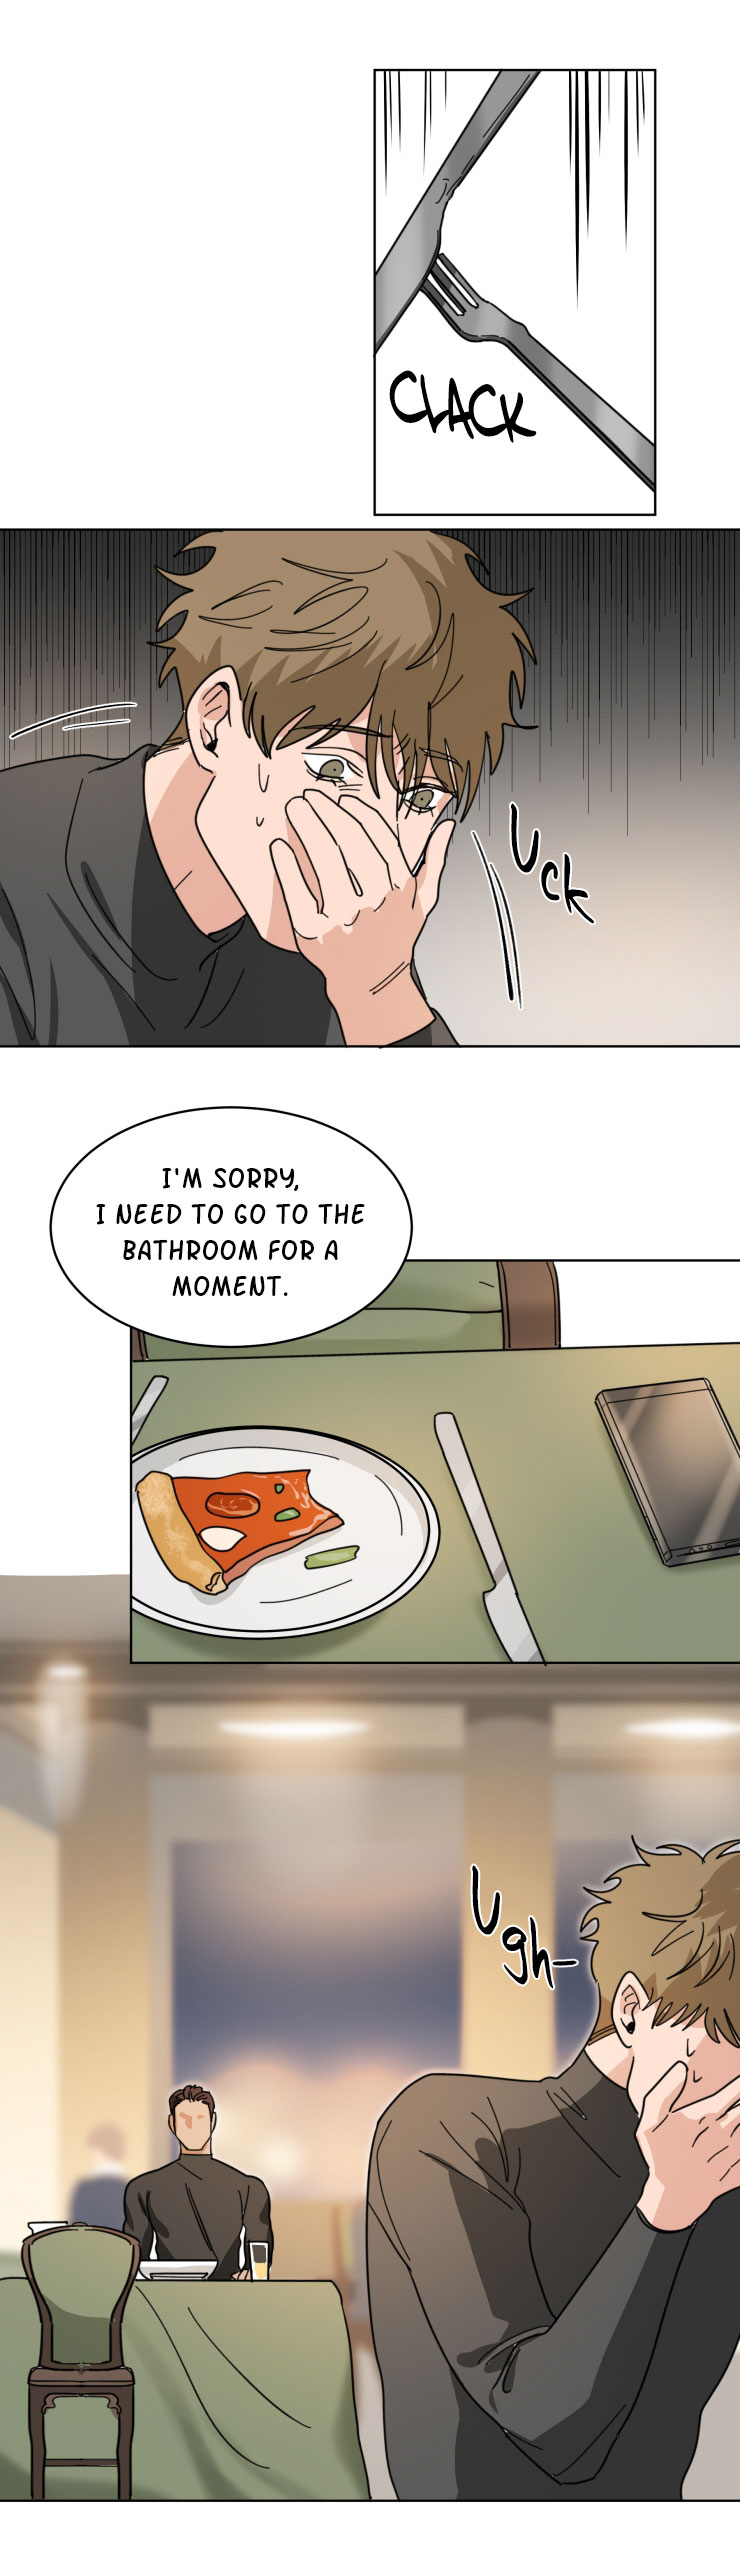 CLACK
Uck
I'M SORRY,
I NEED TO GO TO THE
BATHROOM FOR A
MOMENT.
Ugh-